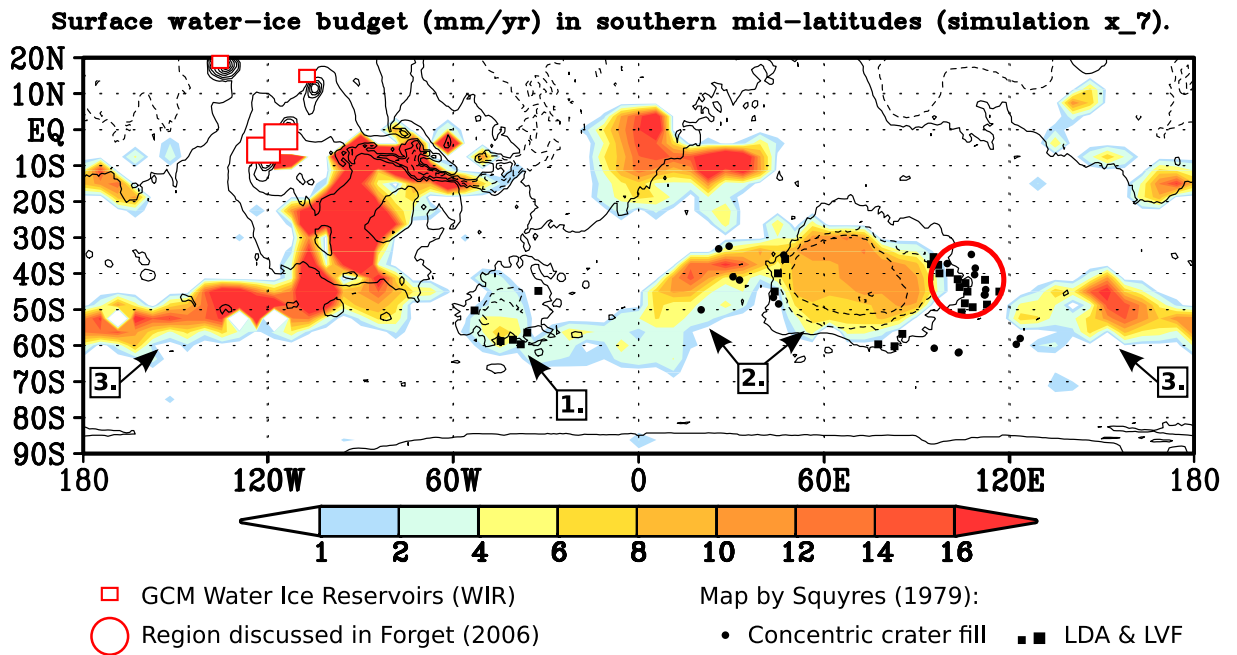 Surface water-ice budget (mm/yr) in southern mid-latitudes (simulation x_7).
20N
10N
EQ
10S
20S
30S
40S
50S
60S
70S
80S
90S
3.
1.
2.
3.
180 120W 60W 0 60E 120E 180
1 2 4 6 8 10 12 14 16
GCM Water Ice Reservoirs (WIR)
Map by Squyres (1979):
Region discussed in Forget (2006)
Concentric crater fill
LDA & LVF